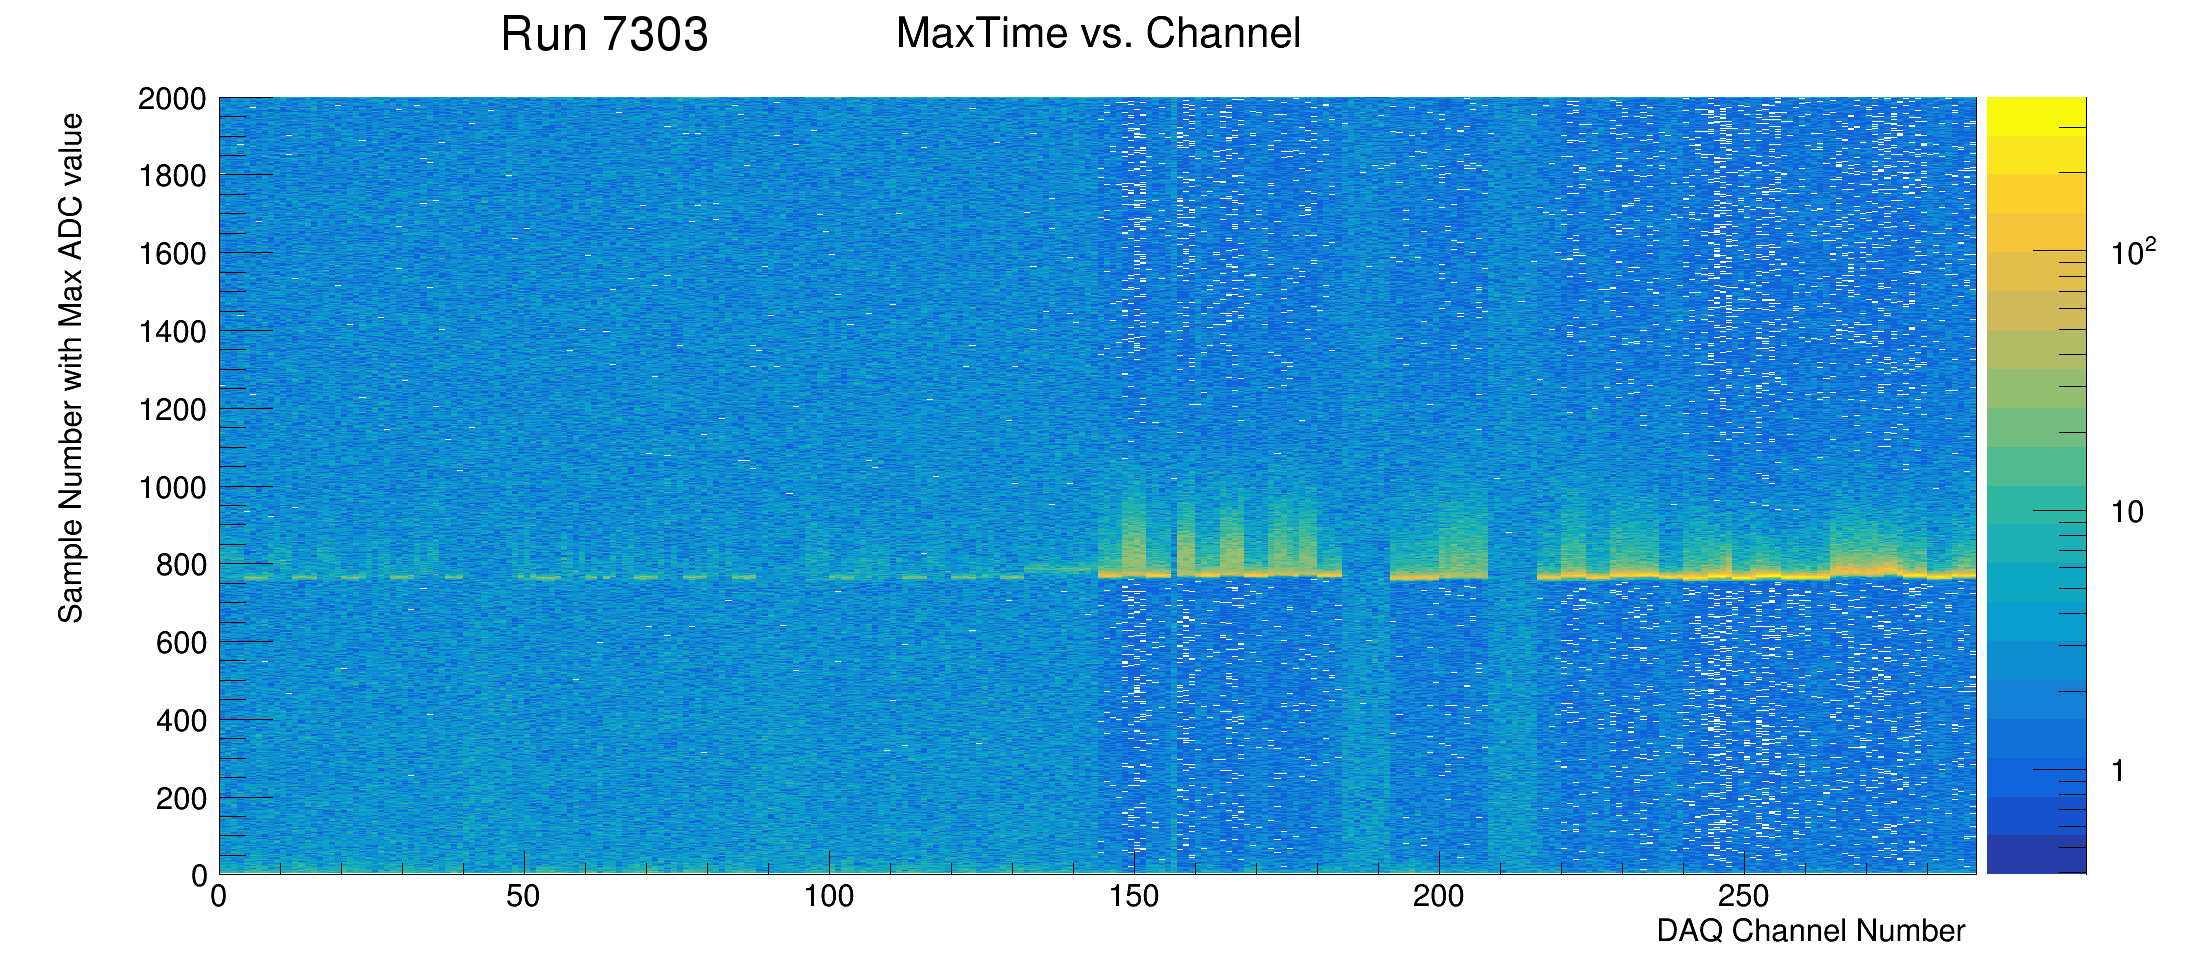 Run 7303
MaxTime vs. Channel
Sample Number with Max ADC value
2000
1800
1600
1400
1200
1000
800
600
400
200
0
0 50 100 150 200 250
DAQ Channel Number
10²
10
1